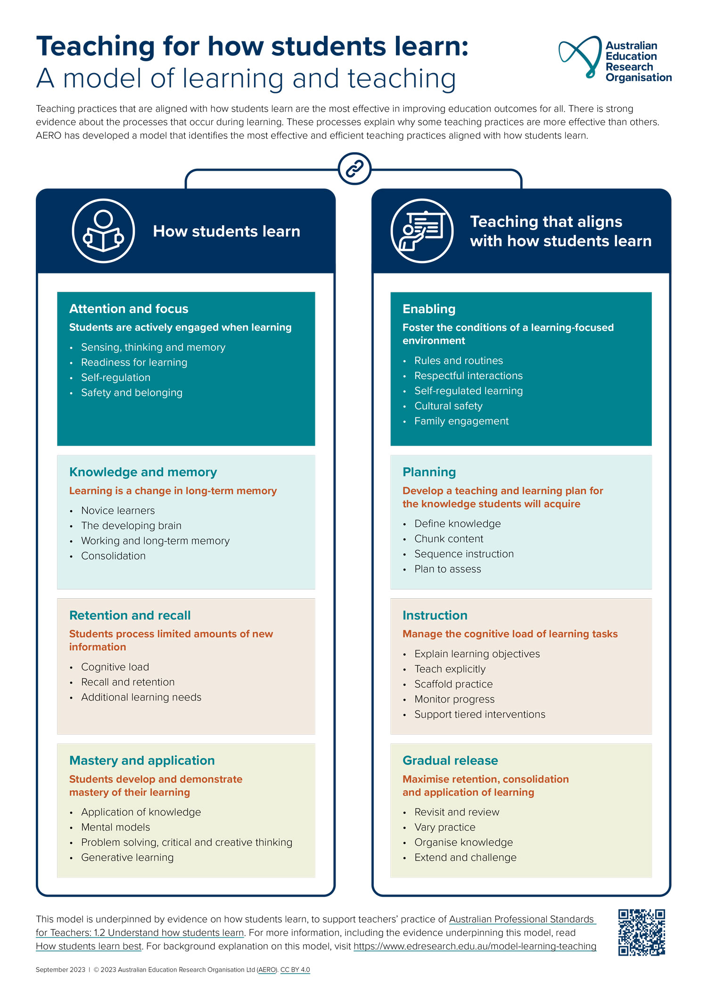 Teaching for how students learn:
A model of learning and teaching
Australian
Education
Research
Organisation
Teaching practices that are aligned with how students learn are the most effective in improving education outcomes for all. There is strong
evidence about the processes that occur during learning. These processes explain why some teaching practices are more effective than others.
AERO has developed a model that identifies the most effective and efficient teaching practices aligned with how students learn.
How students learn
Attention and focus
Students are actively engaged when learning
• Sensing, thinking and memory
• Readiness for learning
• Self-regulation
• Safety and belonging
Knowledge and memory
Learning is a change in long-term memory
• Novice learners
• The developing brain
• Working and long-term memory
• Consolidation
Retention and recall
Students process limited amounts of new
information
• Cognitive load
• Recall and retention
• Additional learning needs
Mastery and application
Students develop and demonstrate
mastery of their learning
• Application of knowledge
• Mental models
• Problem solving, critical and creative thinking
• Generative learning
Teaching that aligns
with how students learn
Enabling
Foster the conditions of a learning-focused
environment
• Rules and routines
• Respectful interactions
• Self-regulated learning
• Cultural safety
• Family engagement
Planning
Develop a teaching and learning plan for
the knowledge students will acquire
• Define knowledge
• Chunk content
• Sequence instruction
• Plan to assess
Instruction
Manage the cognitive load of learning tasks
• Explain learning objectives
• Teach explicitly
• Scaffold practice
• Monitor progress
• Support tiered interventions
Gradual release
Maximise retention, consolidation
and application of learning
• Revisit and review
• Vary practice
• Organise knowledge
• Extend and challenge
This model is underpinned by evidence on how students learn, to support teachers’ practice of Australian Professional Standards
for Teachers: 1.2 Understand how students learn. For more information, including the evidence underpinning this model, read
How students learn best. For background explanation on this model, visit https://www.edresearch.edu.au/model-learning-teaching
September 2023 | © 2023 Australian Education Research Organisation Ltd (AERO). CC BY 4.0